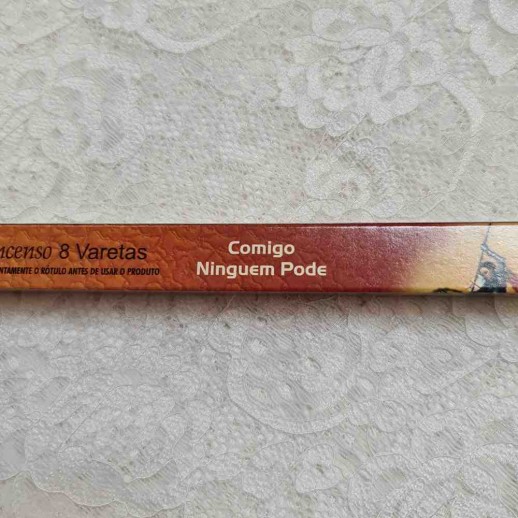 ncenso 8 Varetas
NTAMENTE O RÓTULO ANTES DE USAR O PRODUTO
Comigo
Ninguem Pode